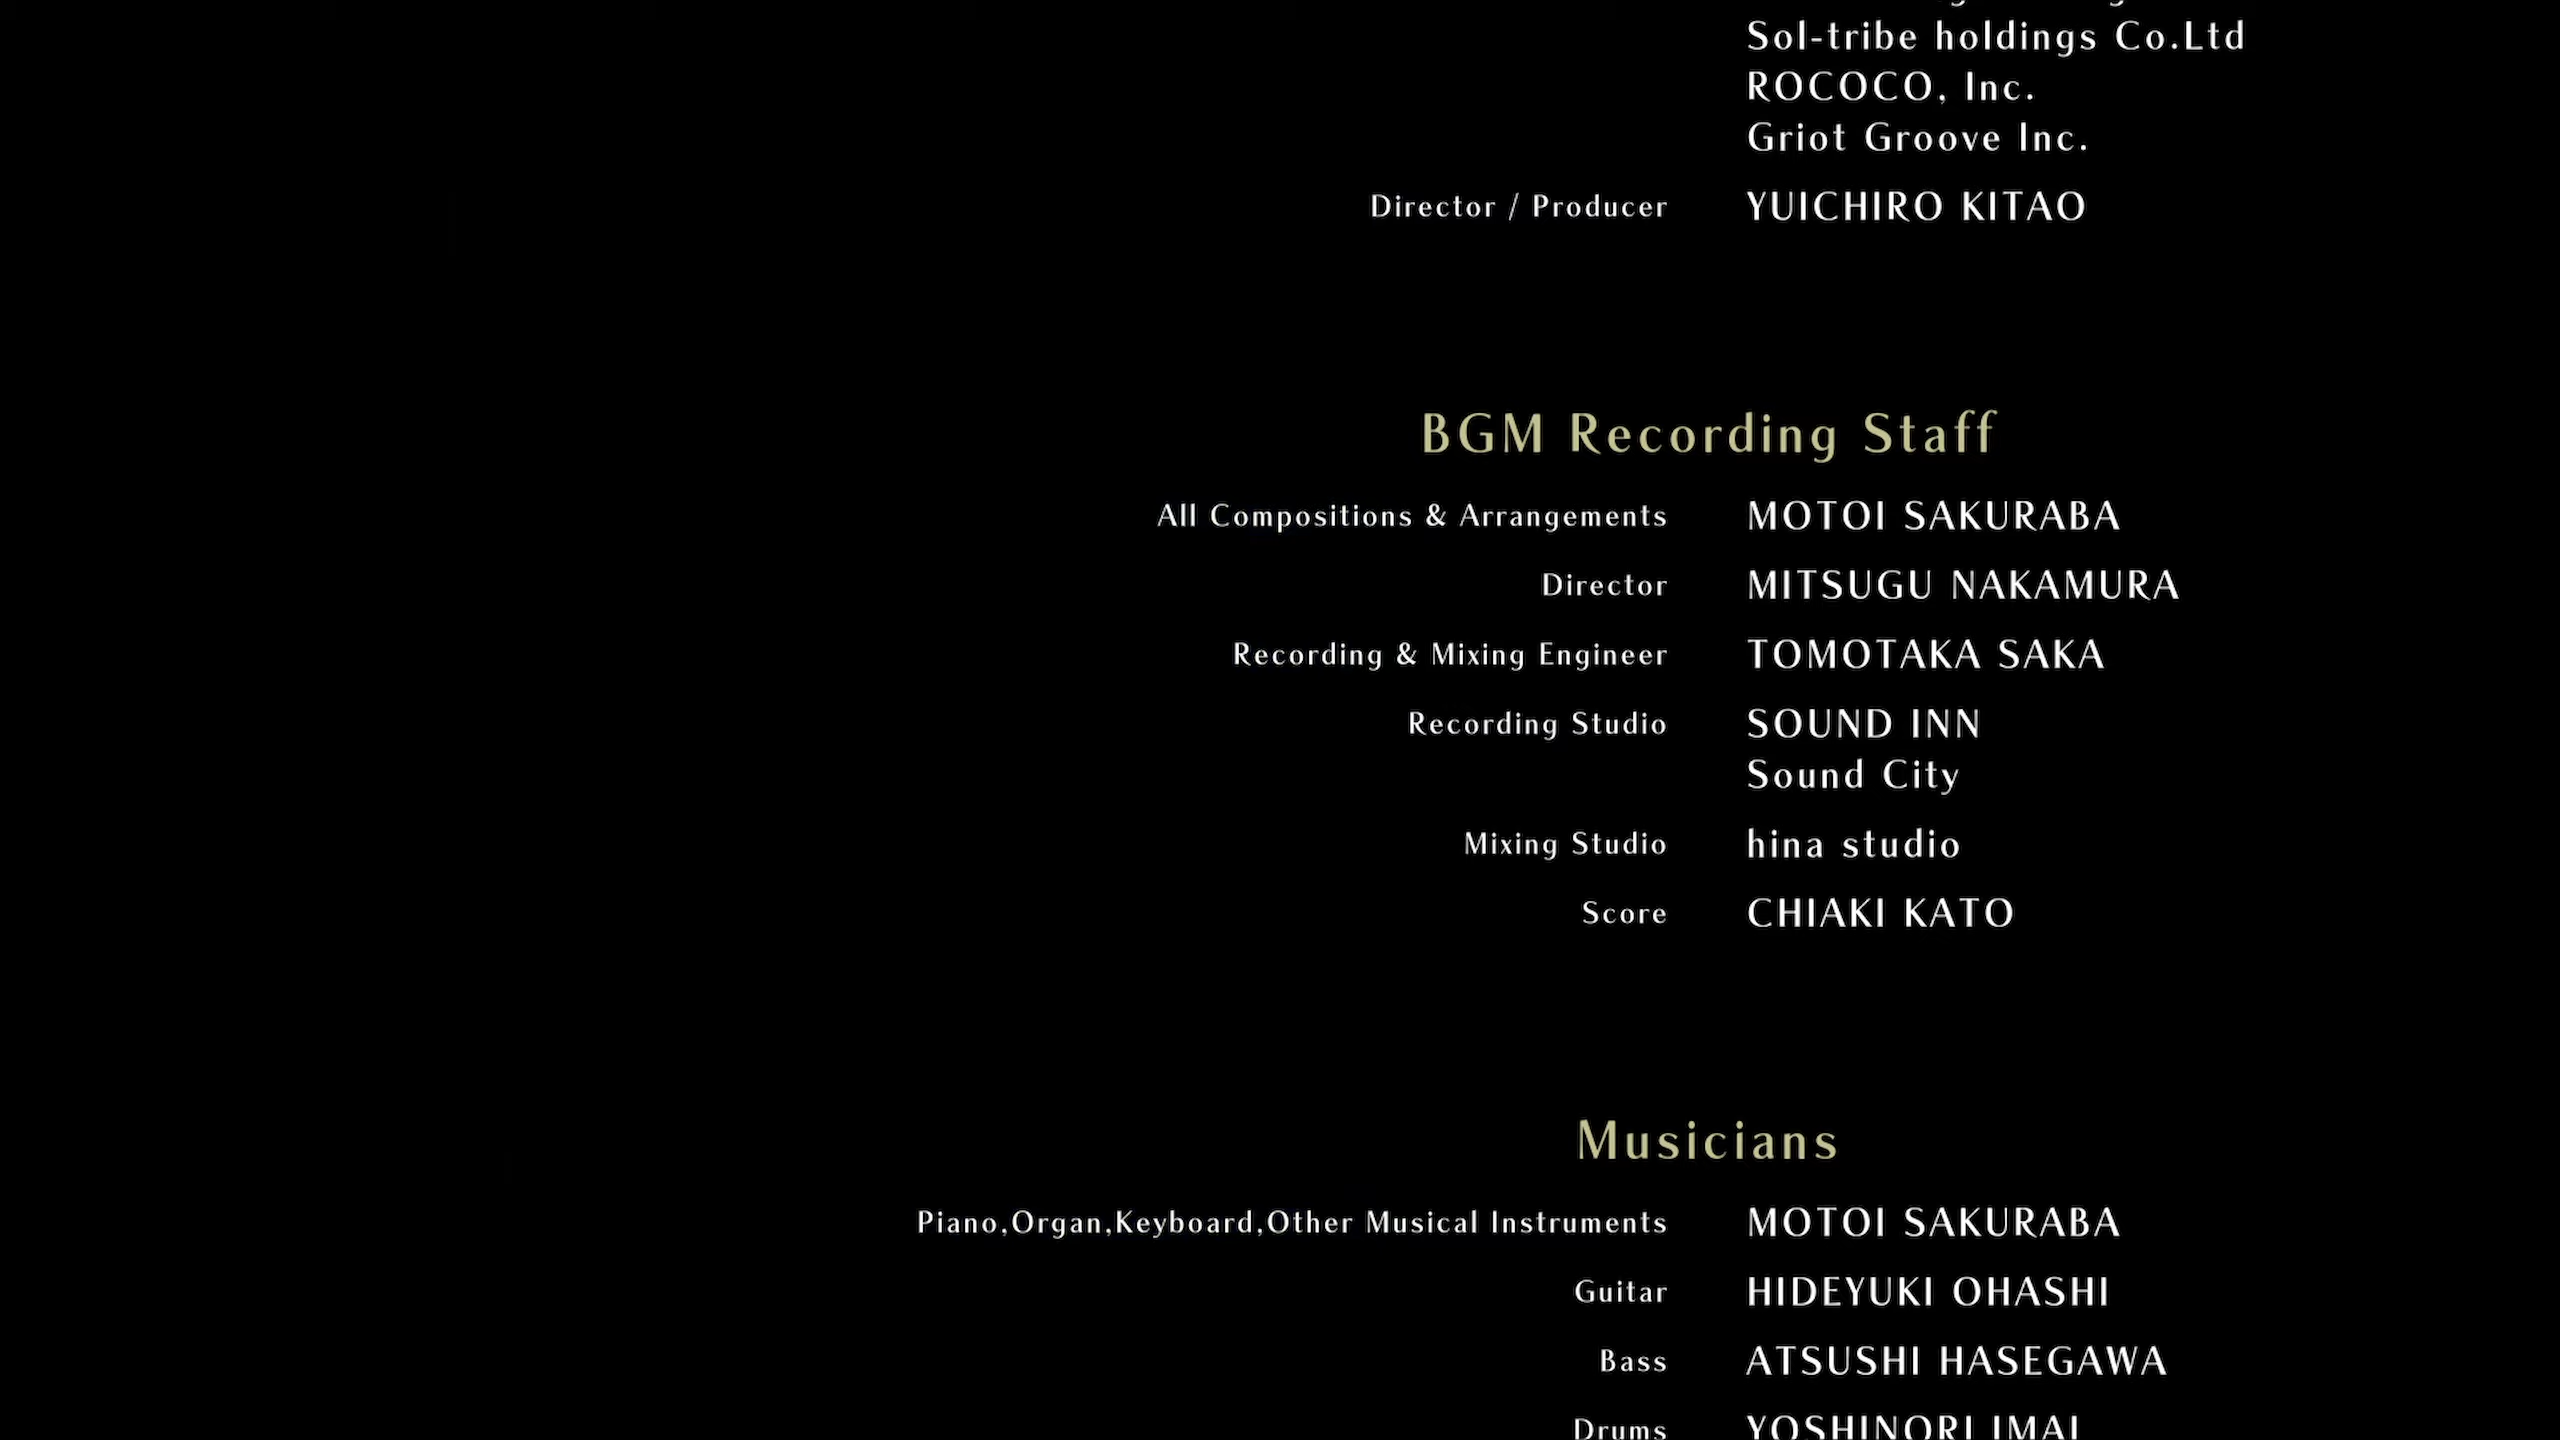 Sol-tribe holdings Co.Ltd
ROCOCO, Inc.
Griot Groove Inc.
Director / Producer YUICHIRO KITAO
BGM Recording Staff
All Compositions & Arrangements MOTOI SAKURABA
Director MITSUGU NAKAMURA
Recording & Mixing Engineer TOMOTAKA SAKA
Recording Studio SOUND INN
Sound City
Mixing Studio hina studio
Score CHIAKI KATO
Musicians
Piano,Organ,Keyboard,Other Musical Instruments MOTOI SAKURABA
Guitar HIDEYUKI OHASHI
Bass ATSUSHI HASEGAWA
Drums YOSHINORI IMAI